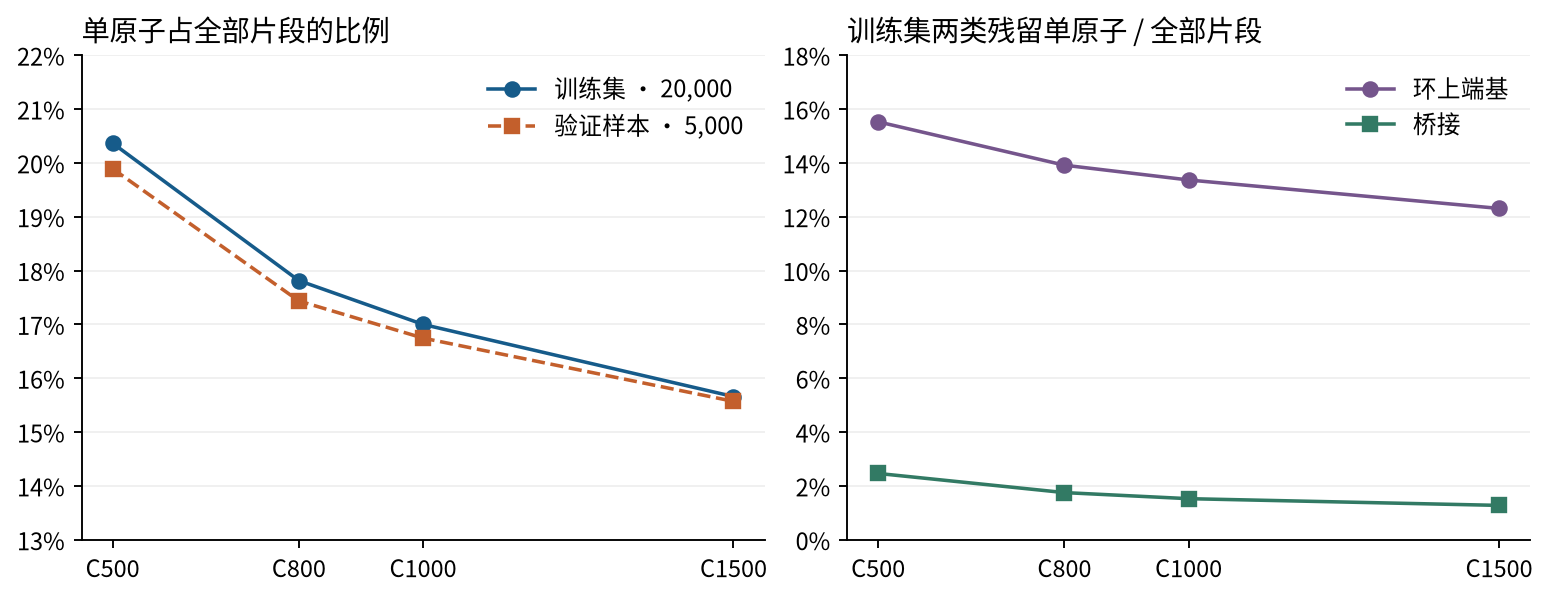 单原子占全部片段的比例
22%
21%
20%
19%
18%
17%
16%
15%
14%
13%
训练集 · 20,000
验证样本 · 5,000
C500
C800
C1000
C1500
训练集两类残留单原子 / 全部片段
18%
16%
14%
12%
10%
8%
6%
4%
2%
0%
环上端基
桥接
C500
C800
C1000
C1500